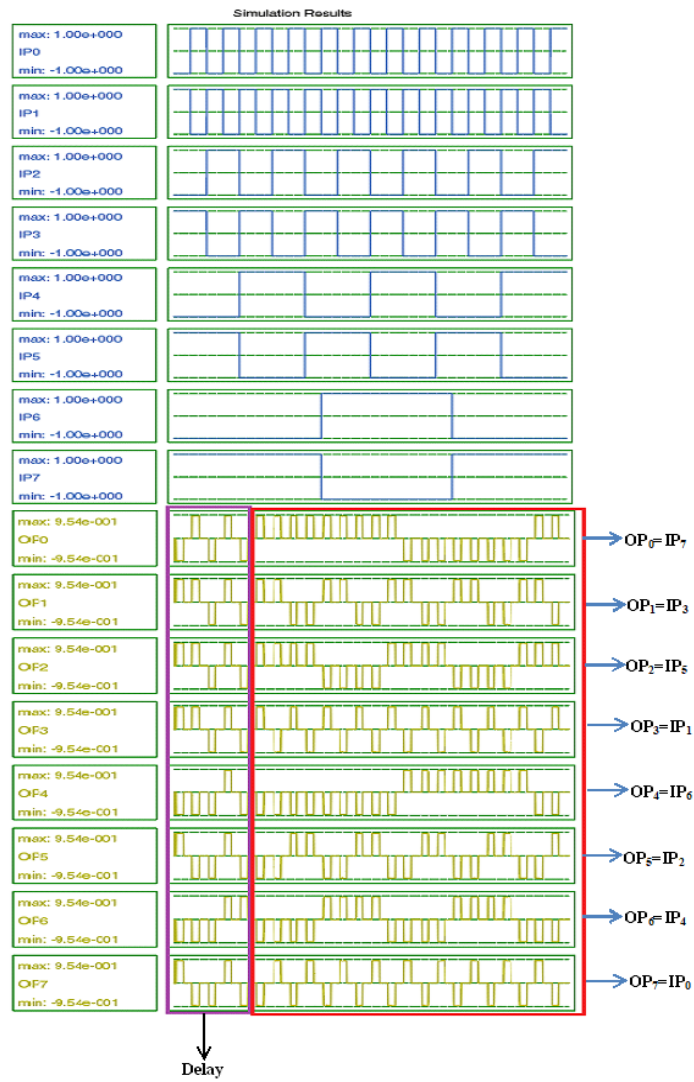 Simulation Results
max: 1.00e+000
IP0
min: -1.00e+000
max: 1.00e+000
IP1
min: -1.00e+000
max: 1.00e+000
IP2
min: -1.00e+000
max: 1.00e+000
IP3
min: -1.00e+000
max: 1.00e+000
IP4
min: -1.00e+000
max: 1.00e+000
IP5
min: -1.00e+000
max: 1.00e+000
IP6
min: -1.00e+000
max: 1.00e+000
IP7
min: -1.00e+000
max: 9.54e-001
OP0
min: -9.54e-001
OP₀=IP₇
max: 9.54e-001
OP1
min: -9.54e-001
OP₁=IP₃
max: 9.54e-001
OP2
min: -9.54e-001
OP₂=IP₅
max: 9.54e-001
OP3
min: -9.54e-001
OP₃=IP₁
max: 9.54e-001
OP4
min: -9.54e-001
OP₄=IP₆
max: 9.54e-001
OP5
min: -9.54e-001
OP₅=IP₂
max: 9.54e-001
OP6
min: -9.54e-001
OP₆=IP₄
max: 9.54e-001
OP7
min: -9.54e-001
OP₇=IP₀
Delay